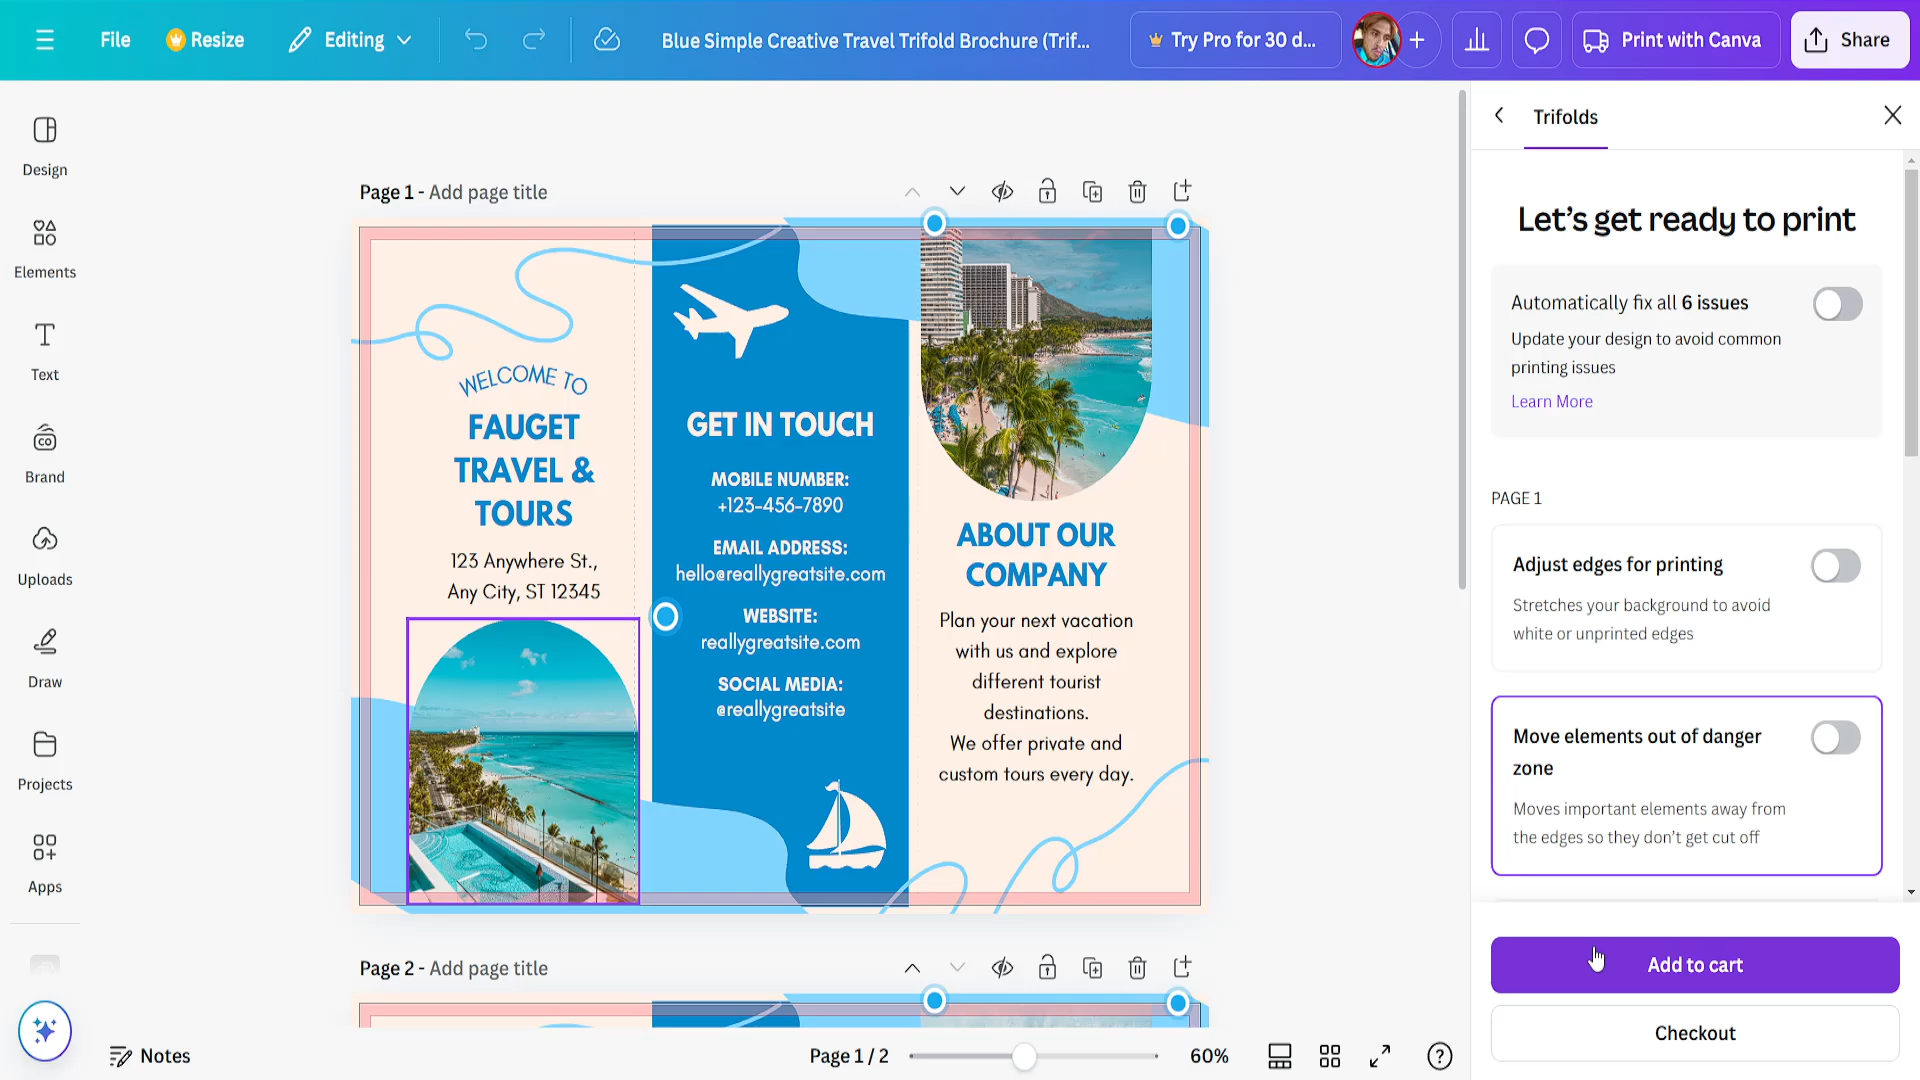 File
Resize
Editing
Blue Simple Creative Travel Trifold Brochure (Trif...
Try Pro for 30 d...
Print with Canva
Share
Design
Elements
Text
CO
Brand
Uploads
Draw
Projects
Apps
Page 1 - Add page title
WELCOME TO
FAUGET
TRAVEL &
TOURS
123 Anywhere St.,
Any City, ST 12345
GET IN TOUCH
MOBILE NUMBER:
+123-456-7890
EMAIL ADDRESS:
hello@reallygreatsite.com
WEBSITE:
reallygreatsite.com
SOCIAL MEDIA:
@reallygreatsite
ABOUT OUR
COMPANY
Plan your next vacation
with us and explore
different tourist
destinations.
We offer private and
custom tours every day.
Page 2 - Add page title
Notes
Page 1 / 2
60%
Trifolds
Let's get ready to print
Automatically fix all 6 issues
Update your design to avoid common
printing issues
Learn More
PAGE 1
Adjust edges for printing
Stretches your background to avoid
white or unprinted edges
Move elements out of danger
zone
Moves important elements away from
the edges so they don't get cut off
Add to cart
Checkout